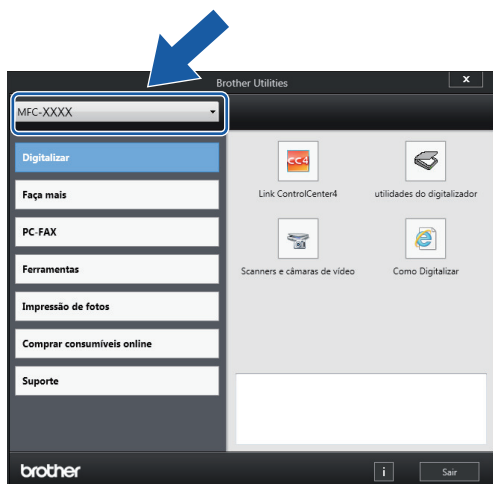 Brother Utilities
x
MFC-XXXX
Digitalizar
Faça mais
PC-FAX
Ferramentas
Impressão de fotos
Comprar consumíveis online
Suporte
CC4
Link ControlCenter4
utilidades do digitalizador
Scanners e câmaras de vídeo
Como Digitalizar
brother
i
Sair